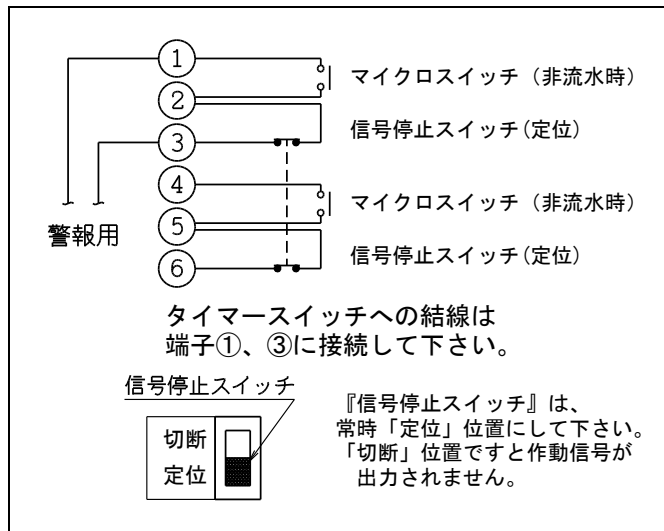 ① マイクロスイッチ（非流水時）
②
信号停止スイッチ（定位）
③
④ マイクロスイッチ（非流水時）
⑤
警報用
信号停止スイッチ（定位）
⑥
タイマースイッチへの結線は
端子①、③に接続して下さい。
信号停止スイッチ
切断
定位
『信号停止スイッチ』は、
常時「定位」位置にして下さい。
「切断」位置ですと作動信号が
出力されません。